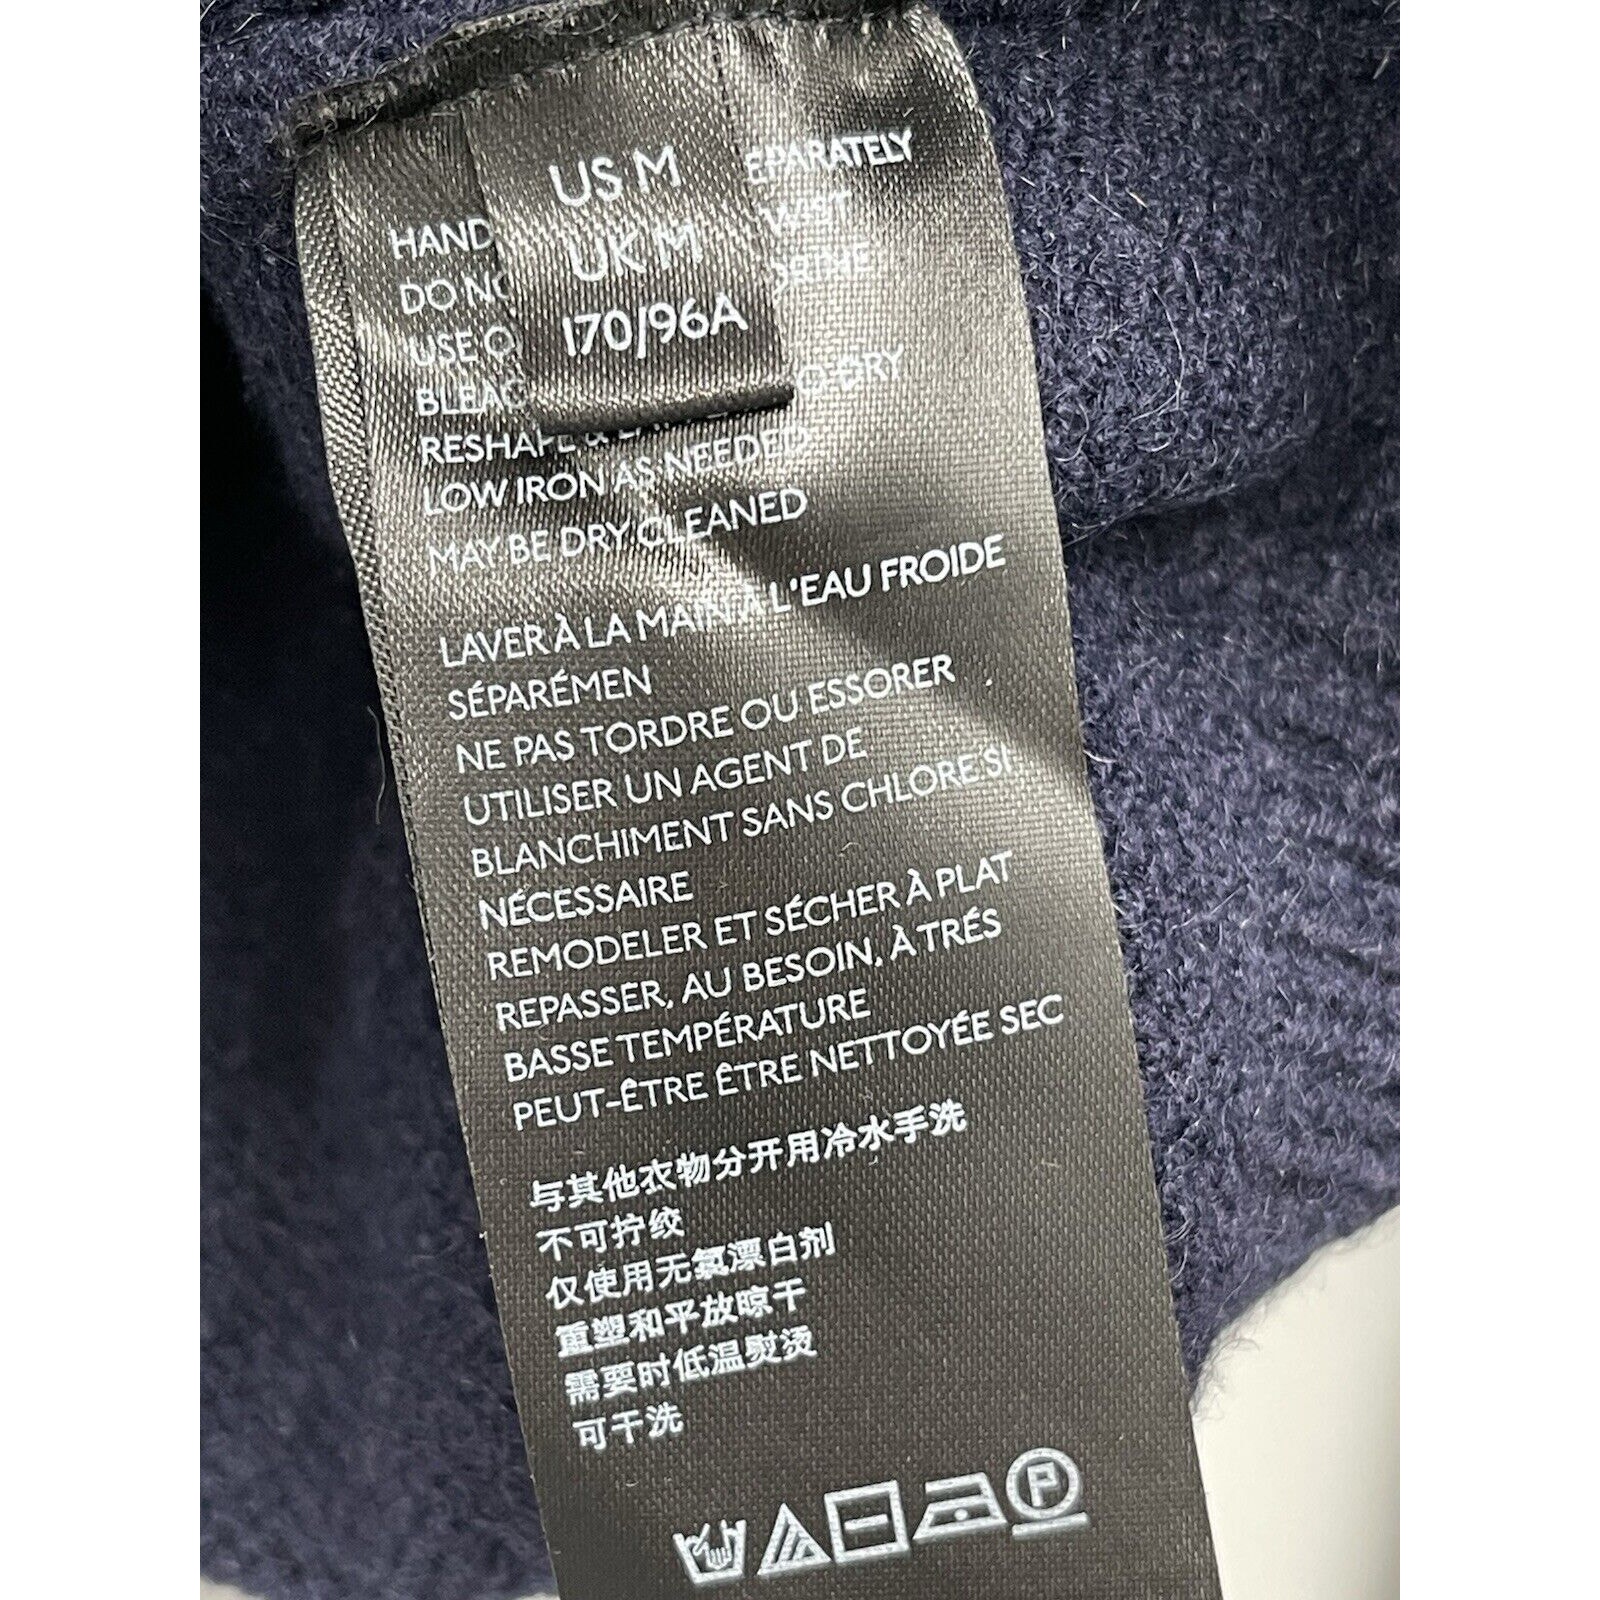 US M
UK M
170/96A
HAND EPARATELY
DO NO WIST
USE O ORINE
BLEAC
RESHAPE & O DRY
LOW IRON AS NEEDED
MAY BE DRY CLEANED
LAVER À LA MAIN À L'EAU FROIDE
SÉPARÉMEN
NE PAS TORDRE OU ESSORER
UTILISER UN AGENT DE
BLANCHIMENT SANS CHLORE SI
NÉCESSAIRE
REMODELER ET SÉCHER À PLAT
REPASSER, AU BESOIN, À TRÉS
BASSE TEMPÉRATURE
PEUT-ÊTRE ÊTRE NETTOYÉE SEC
与其他衣物分开用冷水手洗
不可拧绞
仅使用无氯漂白剂
重塑和平放晾干
需要时低温熨烫
可干洗
P